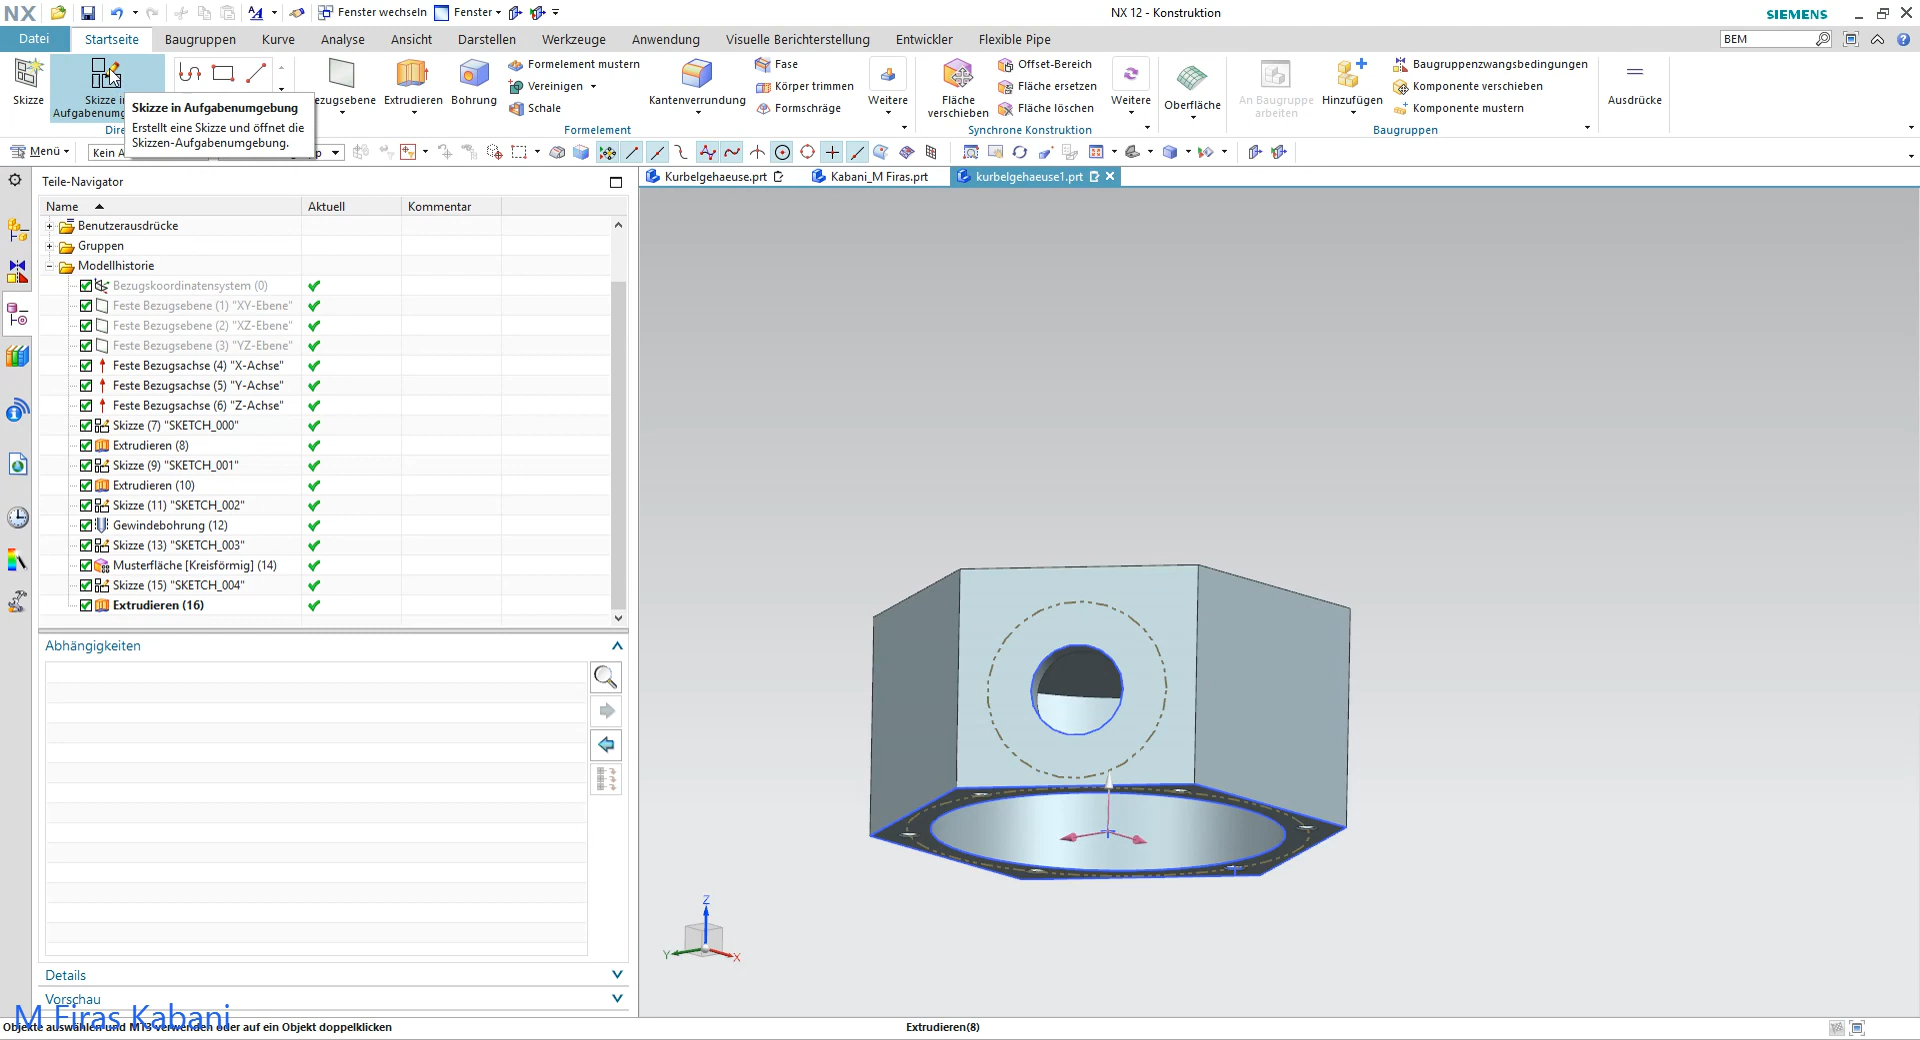 NX
Fenster wechseln
Fenster
NX 12 - Konstruktion
SIEMENS
Datei
Startseite
Baugruppen
Kurve
Analyse
Ansicht
Darstellen
Werkzeuge
Anwendung
Visuelle Berichterstellung
Entwickler
Flexible Pipe
BEM
Skizze
Skizze in
Direk
Skizze in Aufgabenumgebung
Erstellt eine Skizze und öffnet die
Skizzen-Aufgabenumgebung.
Extrudieren
Bohrung
Formelement mustern
Vereinigen
Schale
Kantenverrundung
Fase
Körper trimmen
Formschräge
Weitere
Formelement
Fläche
verschieben
Offset-Bereich
Fläche ersetzen
Fläche löschen
Weitere
Synchrone Konstruktion
Oberfläche
An Baugruppe
arbeiten
Hinzufügen
Baugruppenzwangsbedingungen
Komponente verschieben
Komponente mustern
Baugruppen
Ausdrücke
Menü
Kein A
Kurbelgehaeuse.prt
Kabani_M Firas.prt
kurbelgehaeuse1.prt
Teile-Navigator
Name
Aktuell
Kommentar
Benutzerausdrücke
Gruppen
Modellhistorie
Bezugskoordinatensystem (0)
Feste Bezugsebene (1) "XY-Ebene"
Feste Bezugsebene (2) "XZ-Ebene"
Feste Bezugsebene (3) "YZ-Ebene"
Feste Bezugsachse (4) "X-Achse"
Feste Bezugsachse (5) "Y-Achse"
Feste Bezugsachse (6) "Z-Achse"
Skizze (7) "SKETCH_000"
Extrudieren (8)
Skizze (9) "SKETCH_001"
Extrudieren (10)
Skizze (11) "SKETCH_002"
Gewindebohrung (12)
Skizze (13) "SKETCH_003"
Musterfläche [Kreisförmig] (14)
Skizze (15) "SKETCH_004"
Extrudieren (16)
Abhängigkeiten
Z
Y
X
Details
Vorschau
M Firas Kabani
Objekte auswählen und MT3 verwenden oder auf ein Objekt doppelklicken
Extrudieren(8)